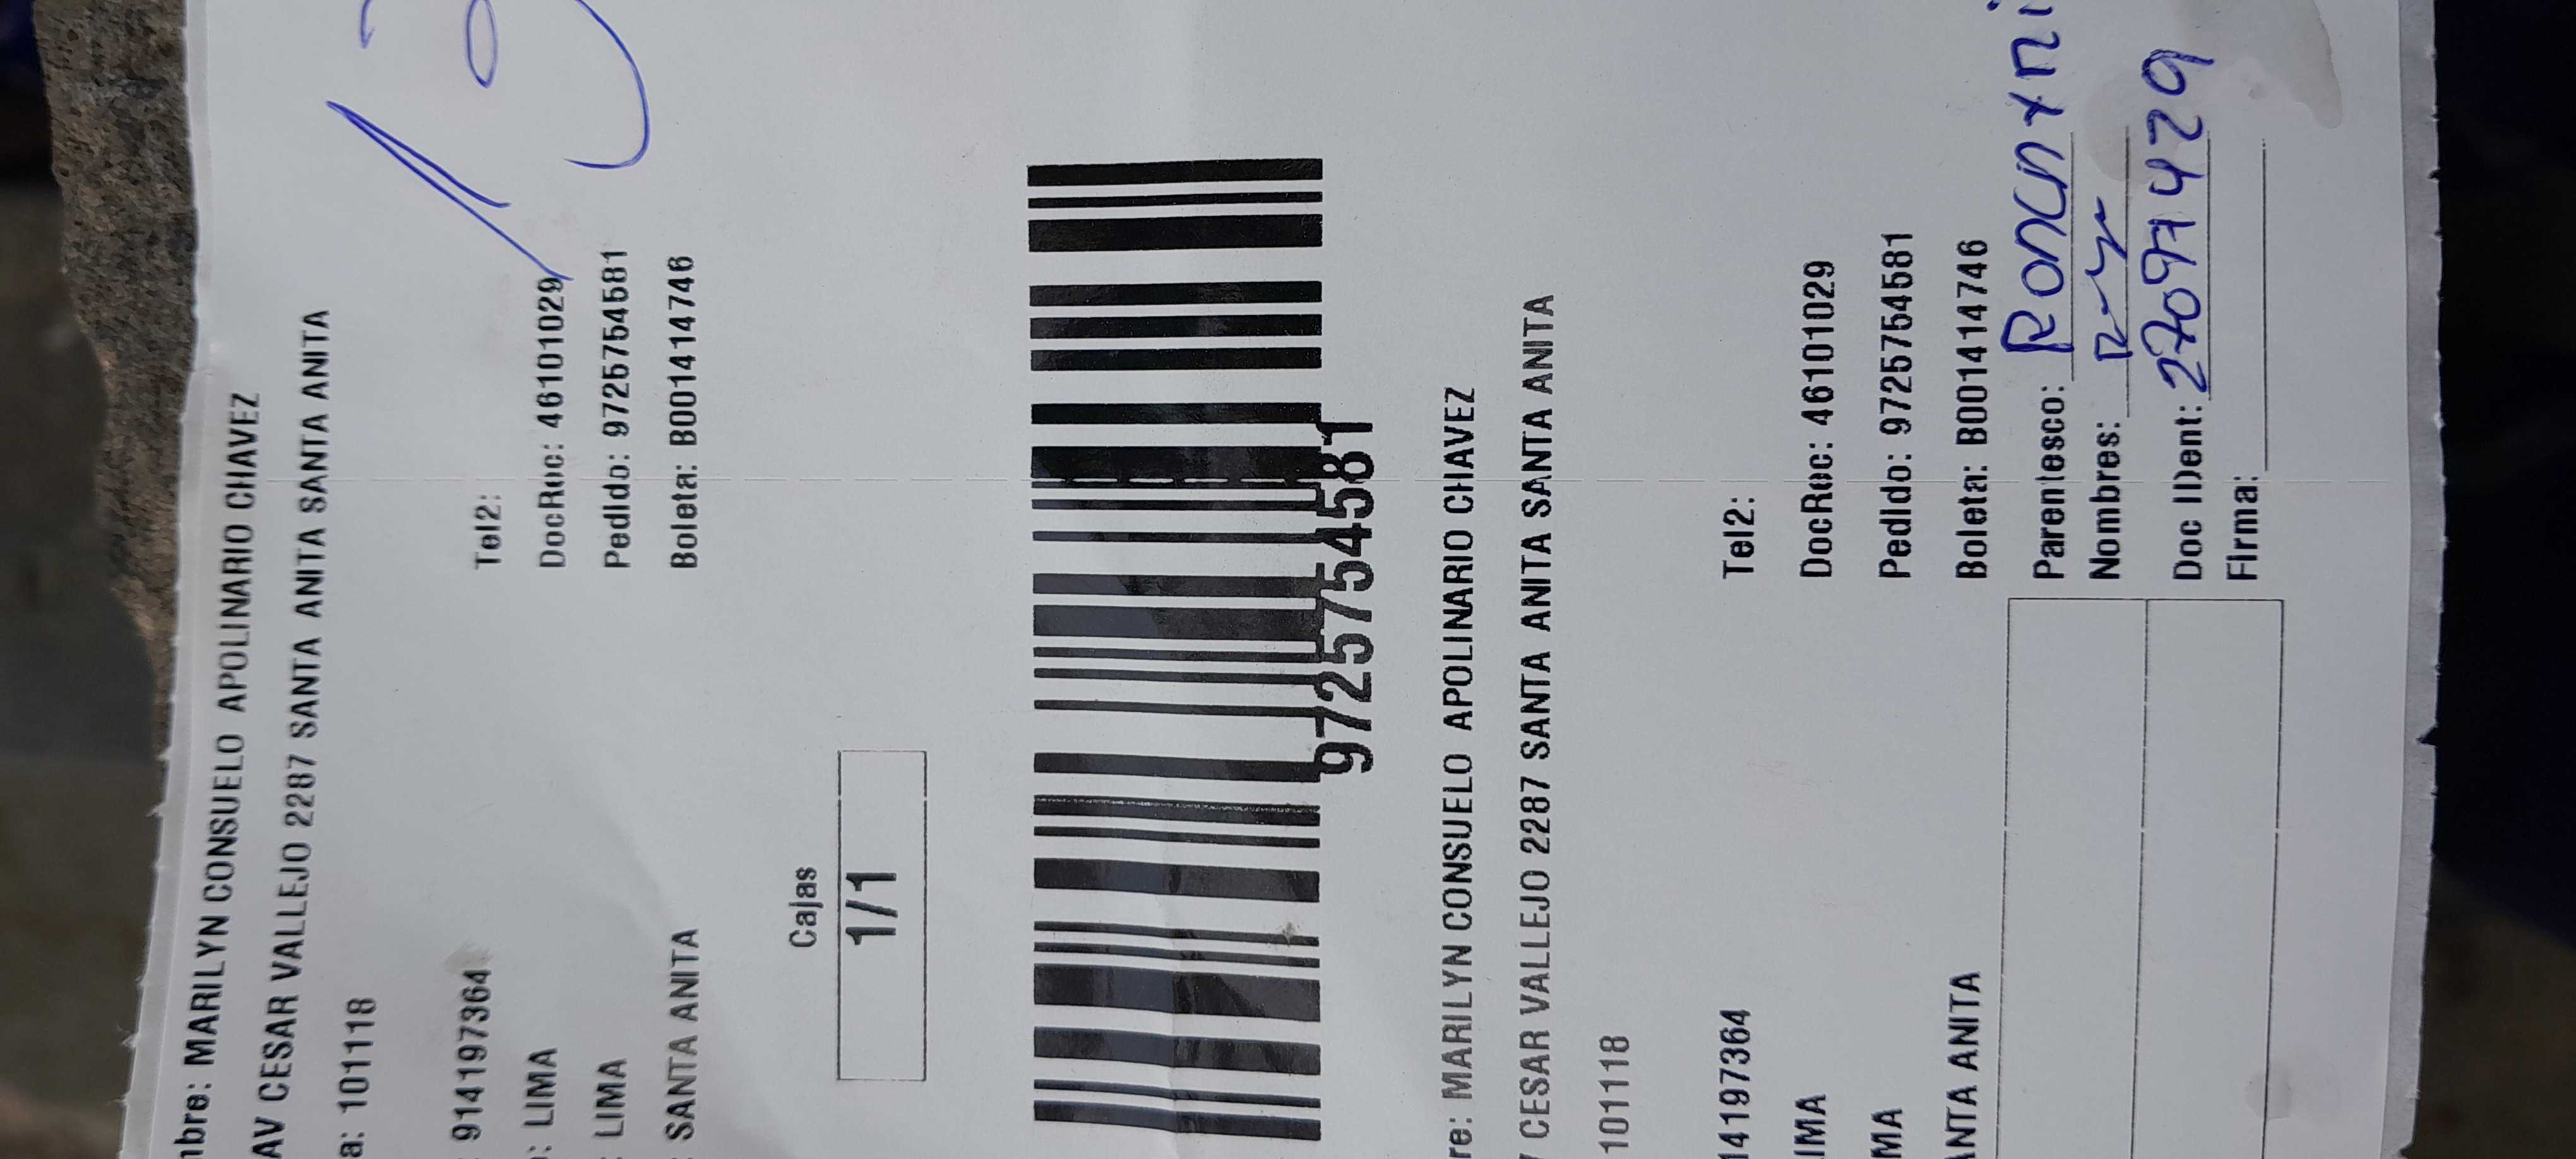 nbre: MARILYN CONSUELO APOLINARIO CHAVEZ
AV CESAR VALLEJO 2287 SANTA ANITA SANTA ANITA
a: 101118
: 914197364 Tel2:
: LIMA DocRec: 46101029
: LIMA Pedido: 9725754581
: SANTA ANITA Boleta: B001414746
Cajas
1/1
9725754581
re: MARILYN CONSUELO APOLINARIO CHAVEZ
CESAR VALLEJO 2287 SANTA ANITA SANTA ANITA
101118
14197364 Tel2:
IMA DocRec: 46101029
MA Pedido: 9725754581
ANTA ANITA Boleta: B001414746
Parentesco:
Nombres:
Doc IDent:
Firma: